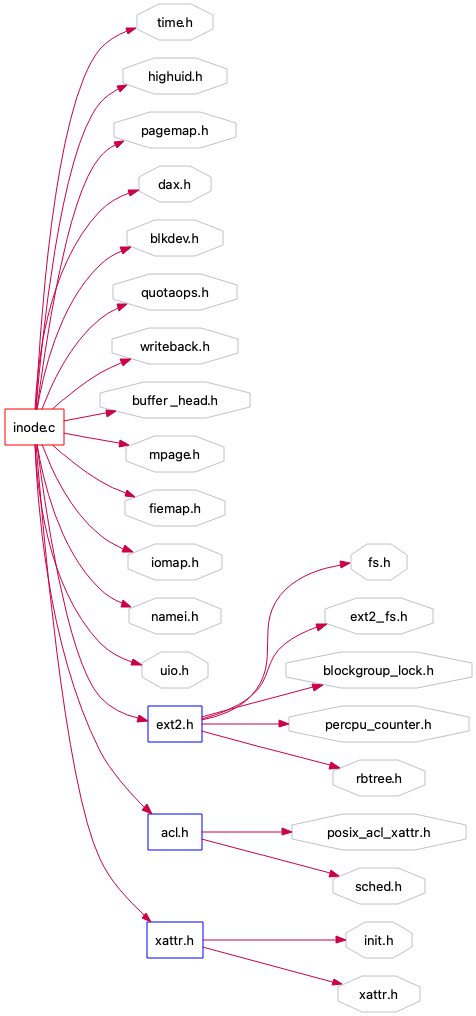 time.h
highuid.h
pagemap.h
dax.h
blkdev.h
quotaops.h
writeback.h
buffer_head.h
inode.c
mpage.h
fiemap.h
iomap.h
fs.h
namei.h
ext2_fs.h
uio.h
blockgroup_lock.h
ext2.h
percpu_counter.h
rbtree.h
acl.h
posix_acl_xattr.h
sched.h
xattr.h
init.h
xattr.h